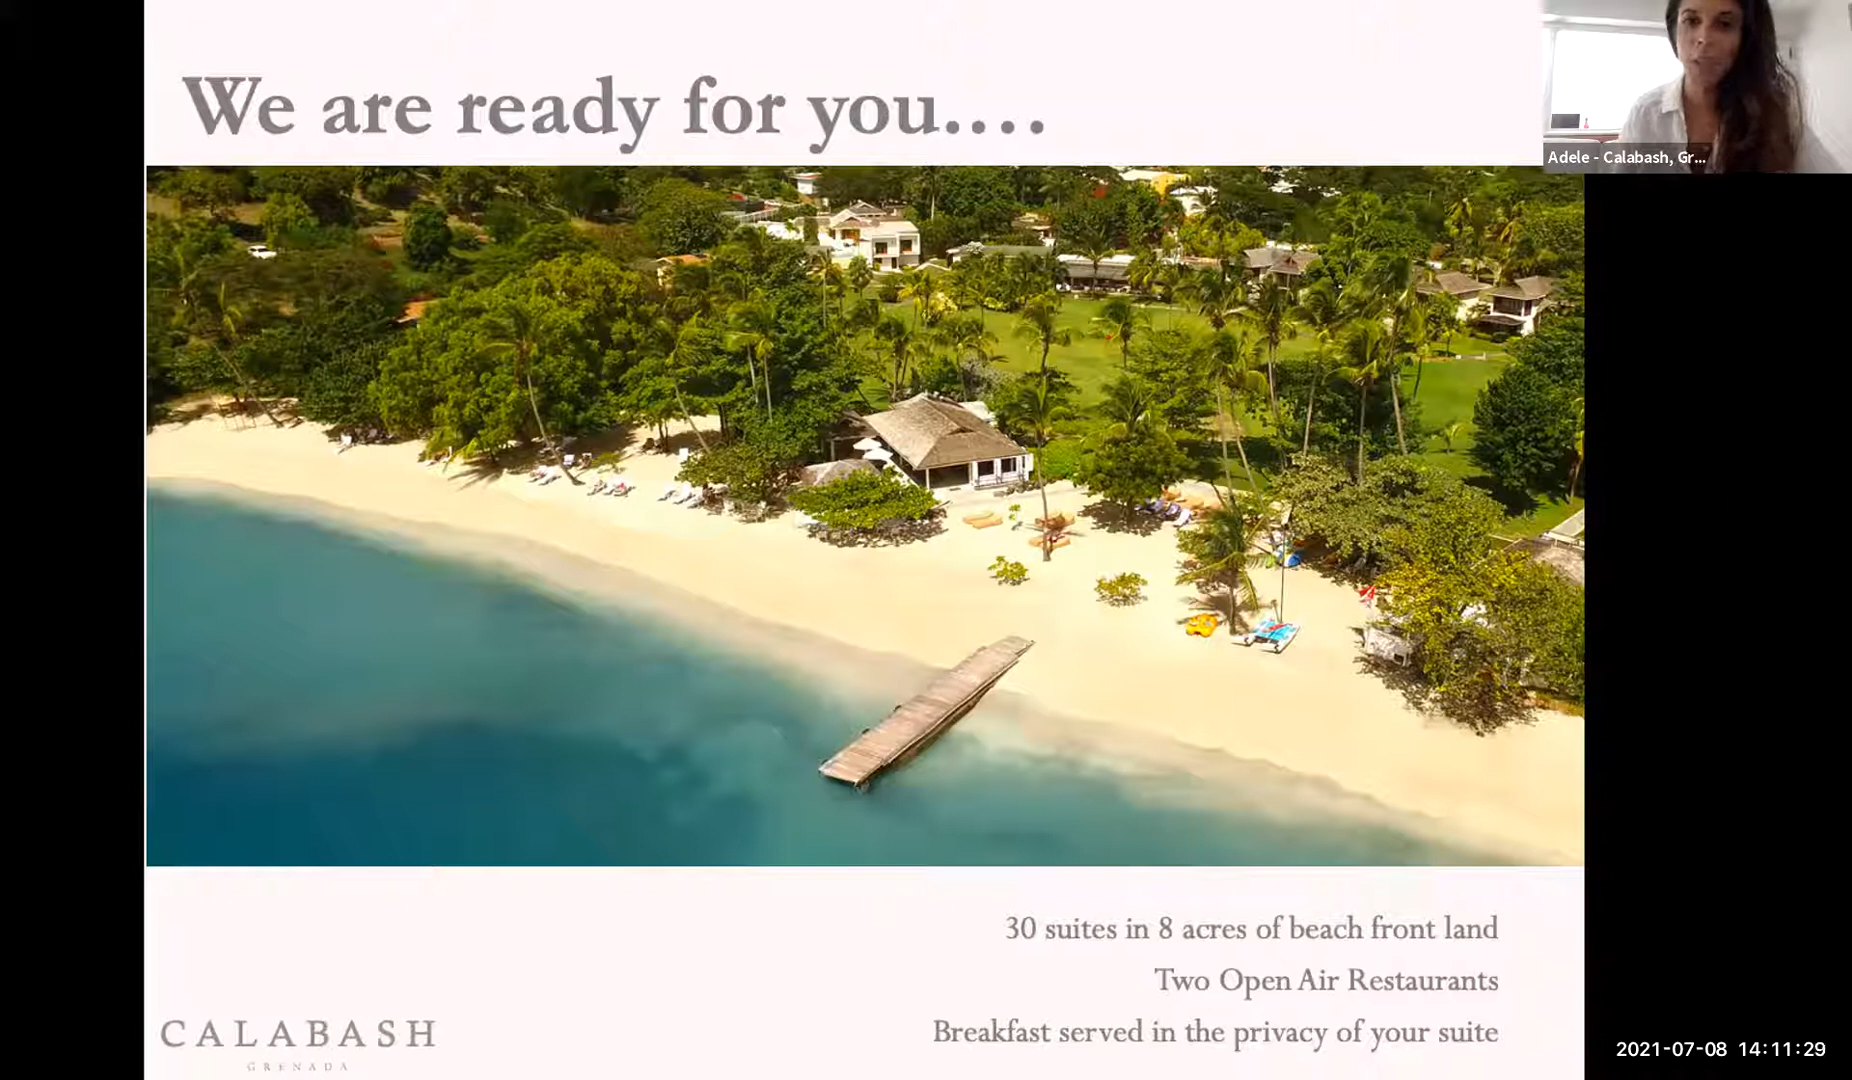 We are ready for you....
Adele - Calabash, Gr...
30 suites in 8 acres of beach front land
Two Open Air Restaurants
Breakfast served in the privacy of your suite
CALABASH
GRENADA
2021-07-08 14:11:29